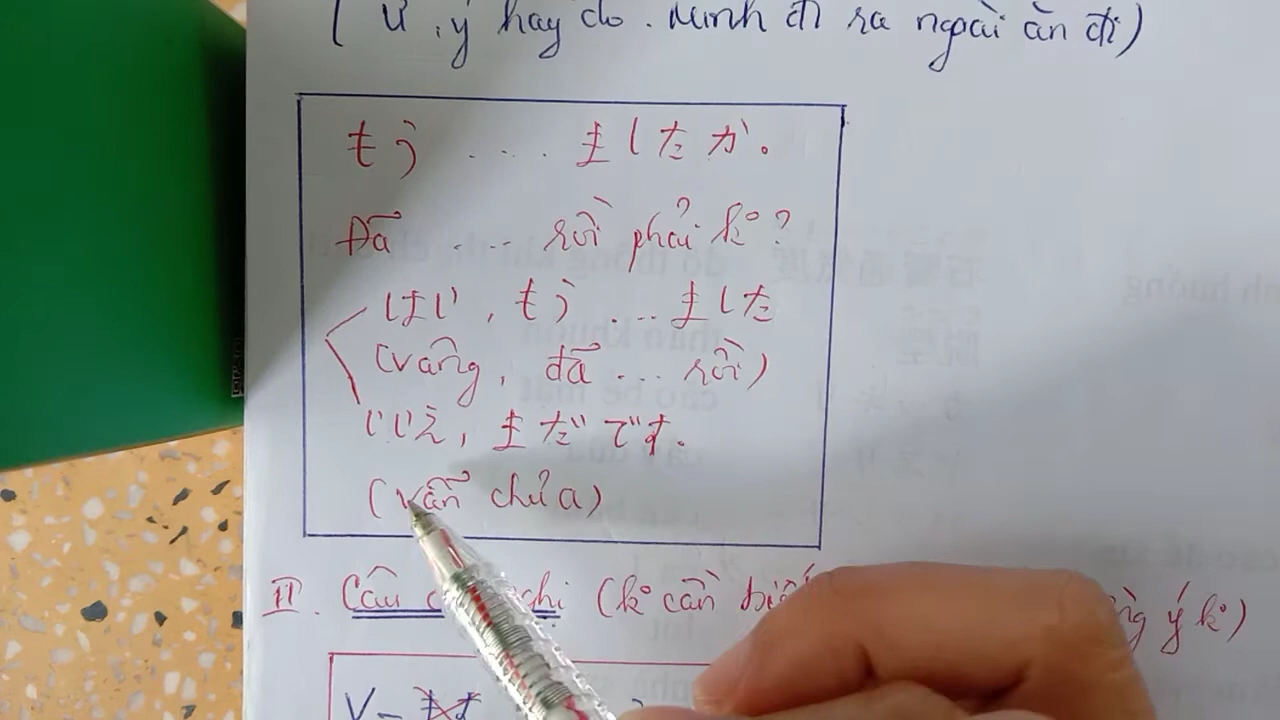 (Ừ, ý hay đó. Mình đi ra ngoài ăn đi)
もう .... ましたか。
Đã .... rồi phải k° ?
はい, もう .... ました
(vâng, đã ... rồi)
いいえ, まだです。
(vẫn chưa)
II. Câu nghị (k° cần ý k°)
V -